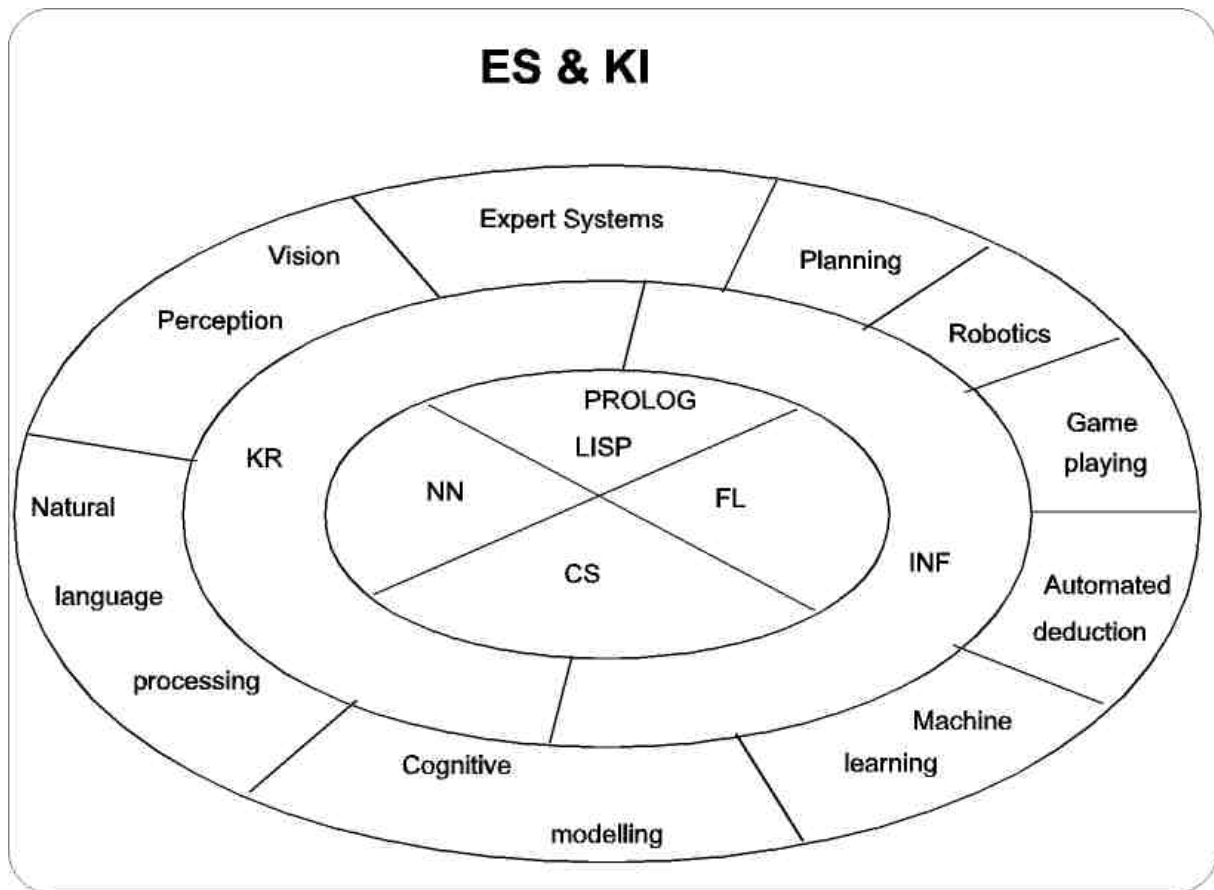 ES & KI
Expert Systems
Vision
Perception
Planning
Robotics
Game
playing
Automated
deduction
Machine
learning
Cognitive
modelling
Natural
language
processing
KR
INF
PROLOG
LISP
NN
FL
CS